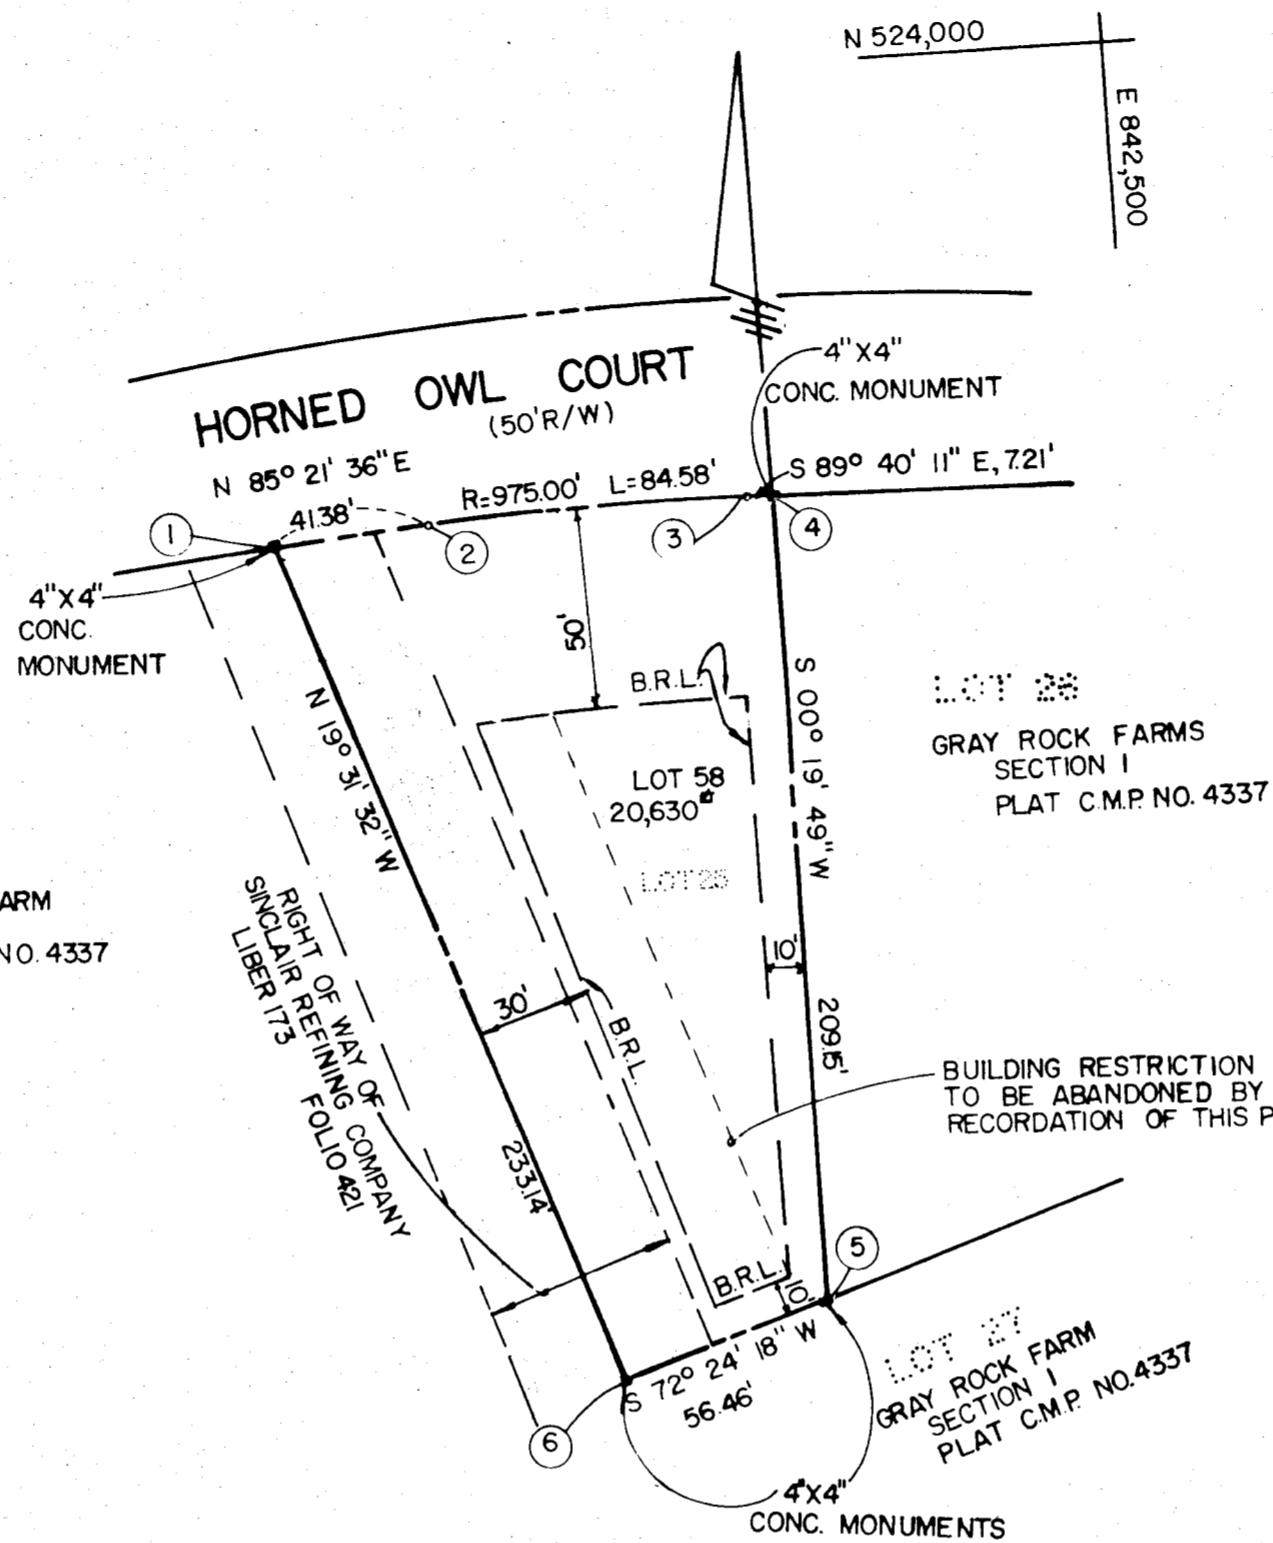 N 524,000
E 842,500
HORNED OWL COURT
(50'R/W)
4"X4"
CONC. MONUMENT
N 85° 21' 36" E
41.38'
R=975.00' L=84.58'
S 89° 40' 11" E, 7.21'
1
2
3
4
4"X4"
CONC.
MONUMENT
50'
B.R.L.
N 19° 31' 32" W
S 00° 19' 49" W
LOT 58
20,630
LOT 25
LOT 28
GRAY ROCK FARMS
SECTION 1
PLAT C.M.P. NO. 4337
ARM
NO. 4337
RIGHT OF WAY OF
SINCLAIR REFINING COMPANY
LIBER 173 FOLIO 421
30'
B.R.L.
10'
209.15'
233.14'
BUILDING RESTRICTION
TO BE ABANDONED BY
RECORDATION OF THIS P
B.R.L.
10'
5
S 72° 24' 18" W
56.46'
6
LOT 27
GRAY ROCK FARM
SECTION 1
PLAT C.M.P. NO. 4337
4"X4"
CONC. MONUMENTS